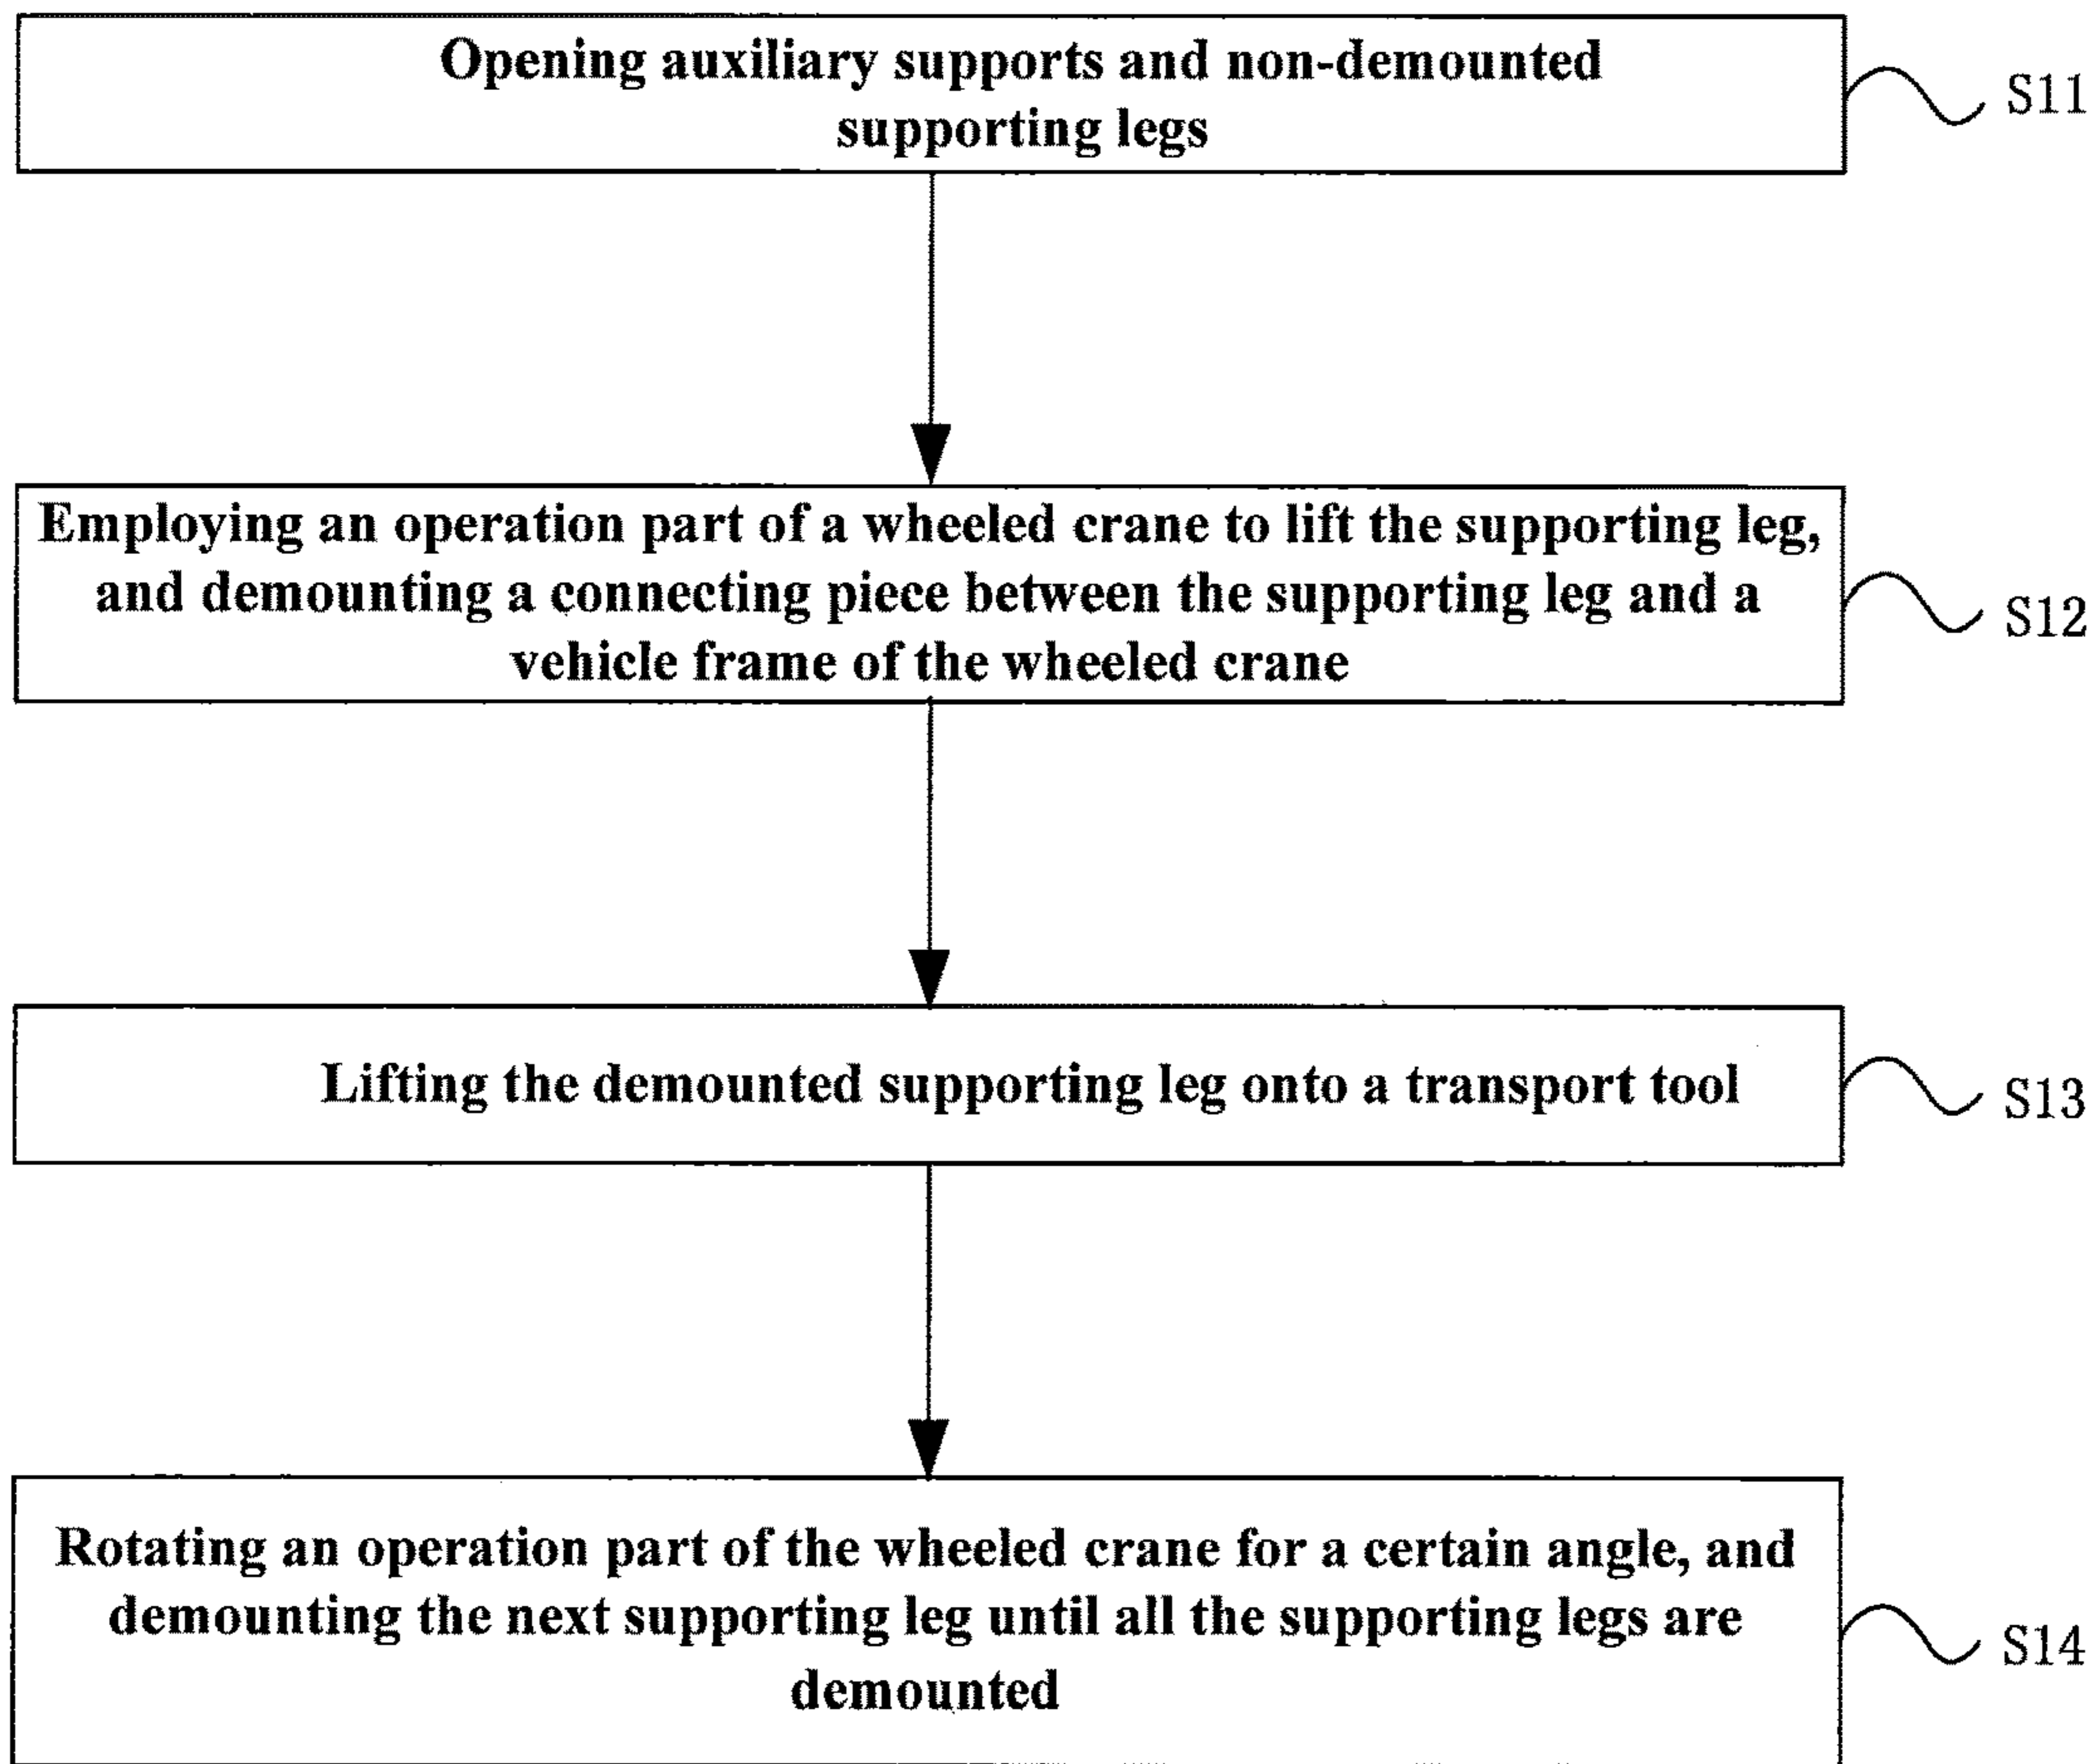 Opening auxiliary supports and non-demounted
supporting legs
S11
Employing an operation part of a wheeled crane to lift the supporting leg,
and demounting a connecting piece between the supporting leg and a
vehicle frame of the wheeled crane
S12
Lifting the demounted supporting leg onto a transport tool
S13
Rotating an operation part of the wheeled crane for a certain angle, and
demounting the next supporting leg until all the supporting legs are
demounted
S14